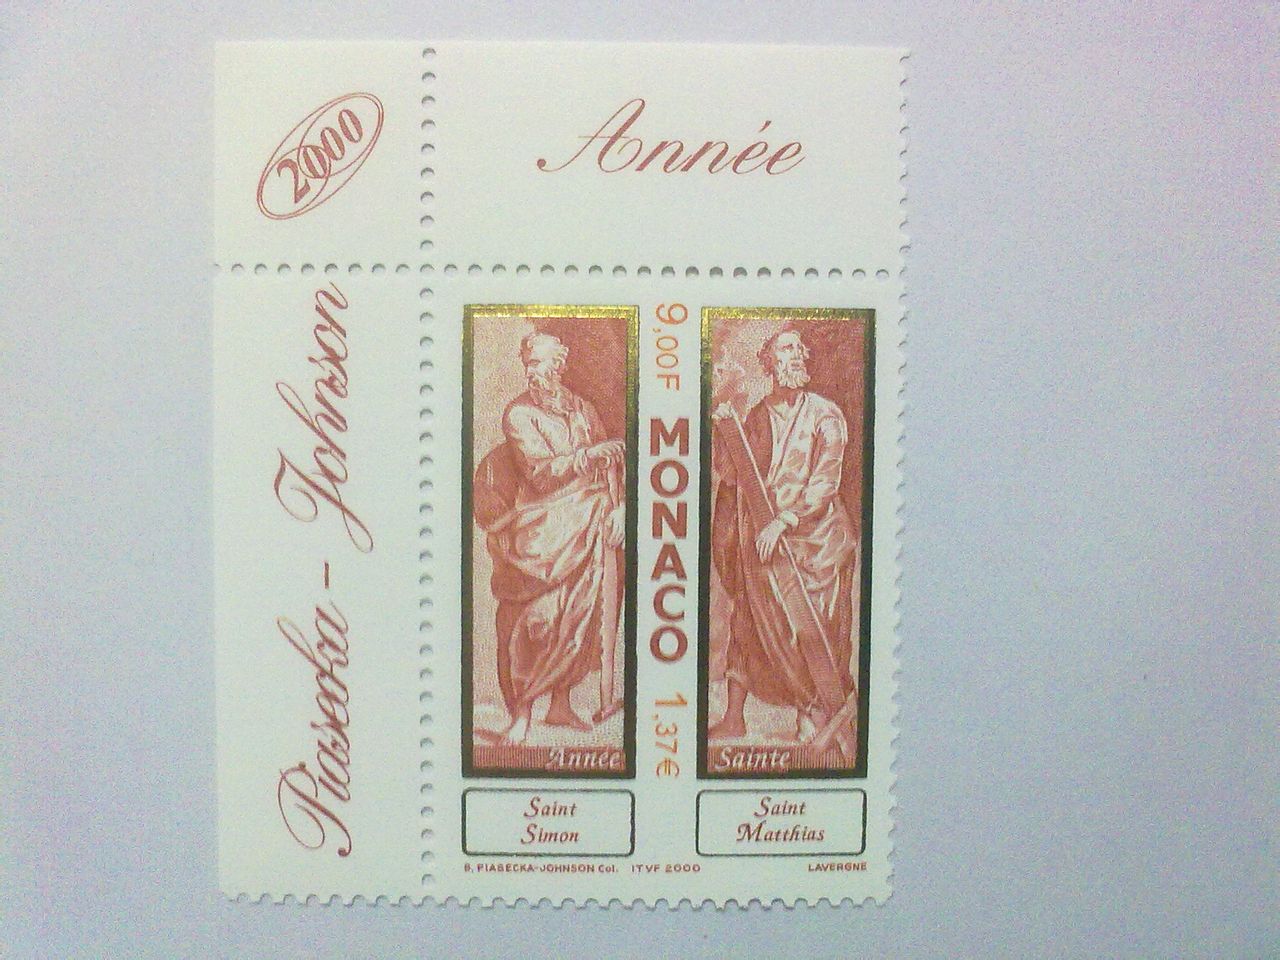 2000
Année
Piasecka - Johnson
9,00F
MONACO
1,37€
Année
Sainte
Saint
Simon
Saint
Matthias
B. PIASECKA-JOHNSON Col. ITVF 2000
LAVERGNE